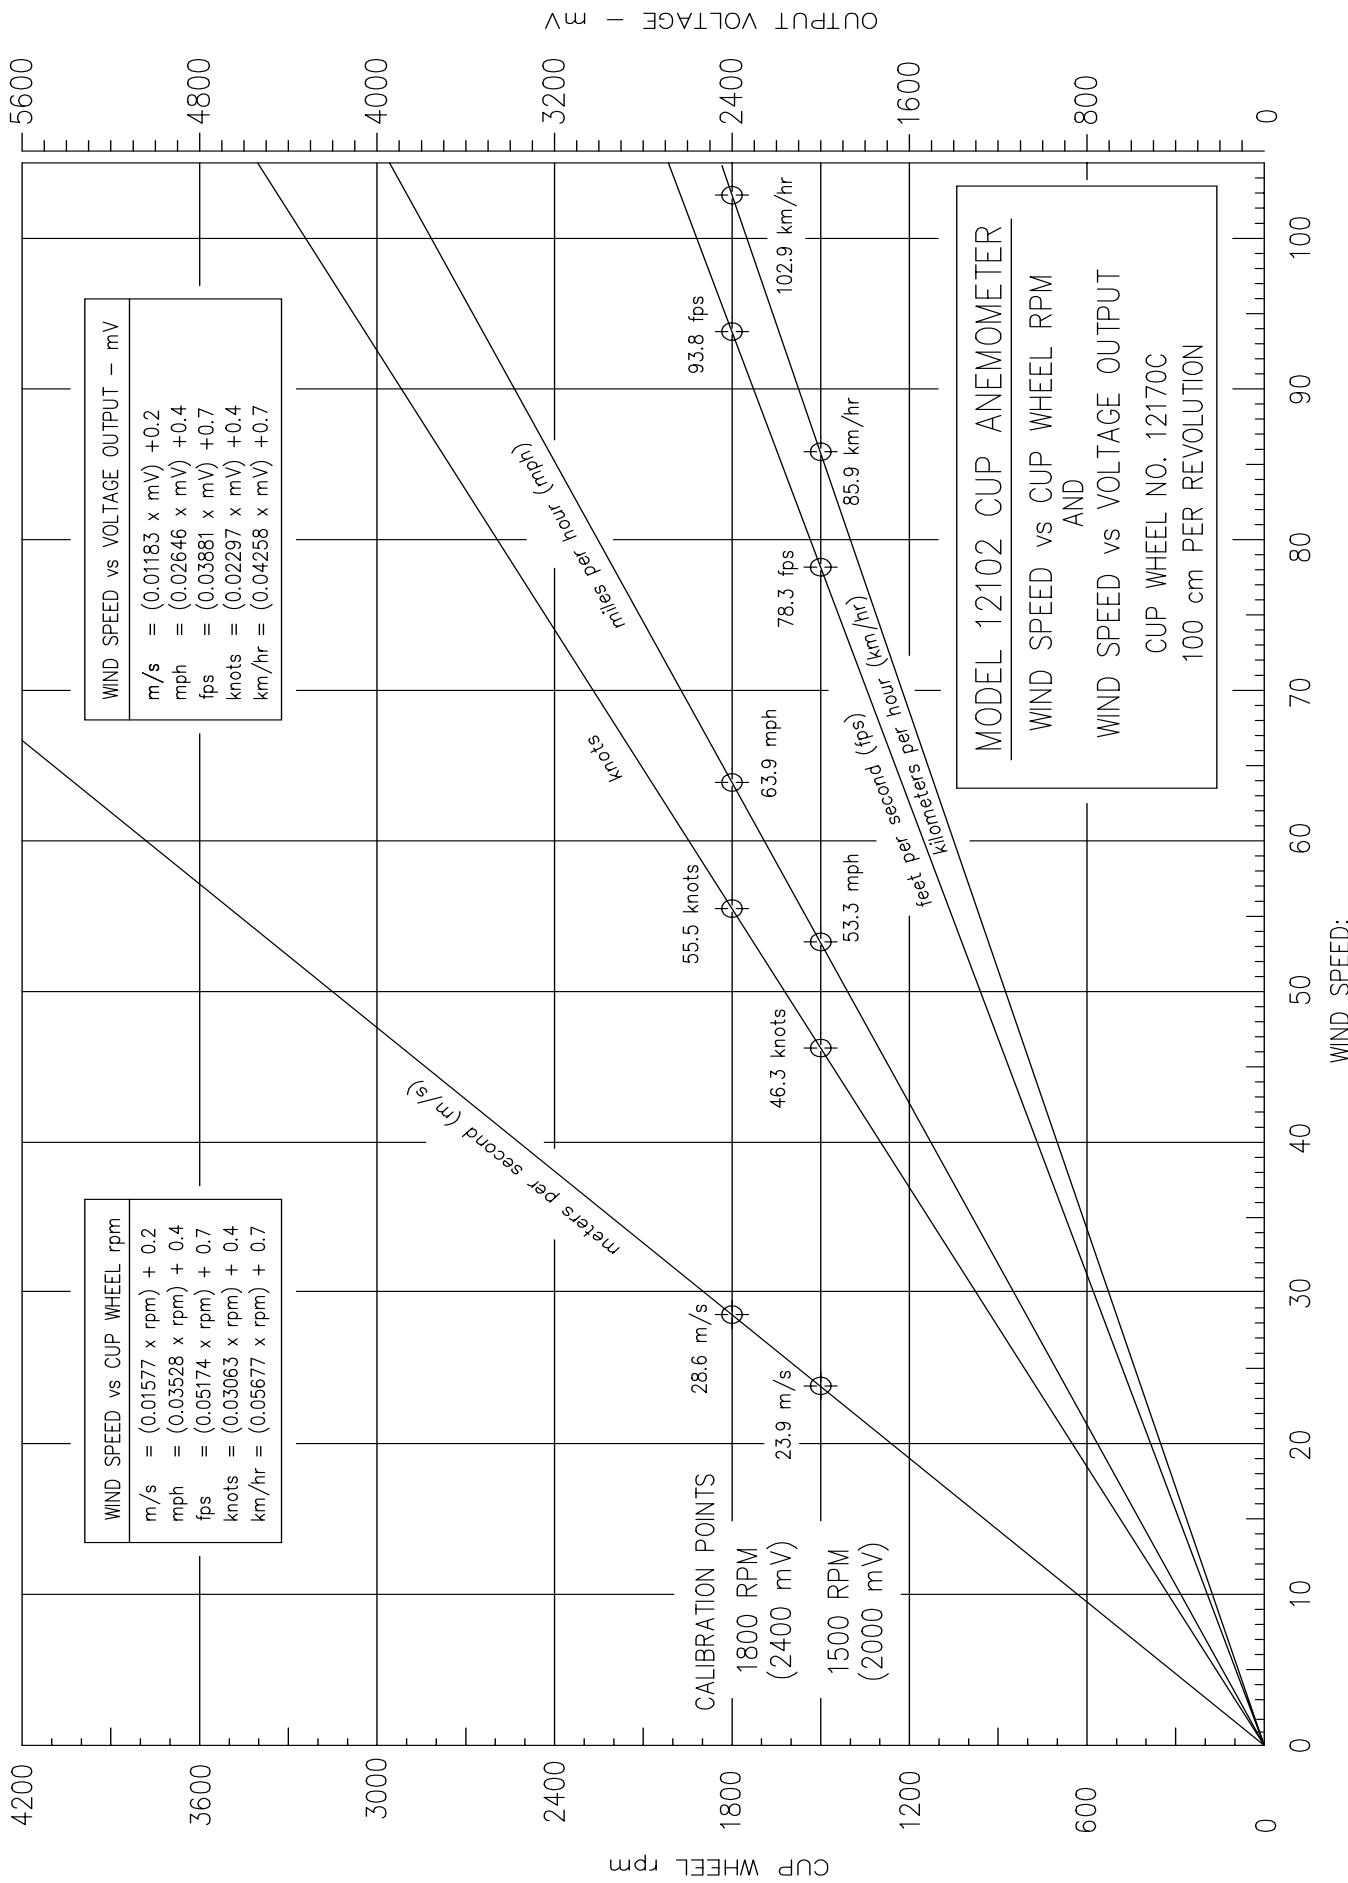 WIND SPEED vs CUP WHEEL rpm
m/s = (0.01577 x rpm) + 0.2
mph = (0.03528 x rpm) + 0.4
fps = (0.05174 x rpm) + 0.7
knots = (0.03063 x rpm) + 0.4
km/hr = (0.05677 x rpm) + 0.7
WIND SPEED vs VOLTAGE OUTPUT - mV
m/s = (0.01183 x mV) +0.2
mph = (0.02646 x mV) +0.4
fps = (0.03881 x mV) +0.7
knots = (0.02297 x mV) +0.4
km/hr = (0.04258 x mV) +0.7
CUP WHEEL rpm
4200
3600
3000
2400
1800
1200
600
0
OUTPUT VOLTAGE - mV
5600
4800
4000
3200
2400
1600
800
0
meters per second (m/s)
knots
miles per hour (mph)
feet per second (fps)
kilometers per hour (km/hr)
CALIBRATION POINTS
1800 RPM
(2400 mV)
1500 RPM
(2000 mV)
28.6 m/s
23.9 m/s
55.5 knots
46.3 knots
63.9 mph
53.3 mph
93.8 fps
78.3 fps
102.9 km/hr
85.9 km/hr
MODEL 12102 CUP ANEMOMETER
WIND SPEED vs CUP WHEEL RPM
AND
WIND SPEED vs VOLTAGE OUTPUT
CUP WHEEL NO. 12170C
100 cm PER REVOLUTION
0 10 20 30 40 50 60 70 80 90 100
WIND SPEED: